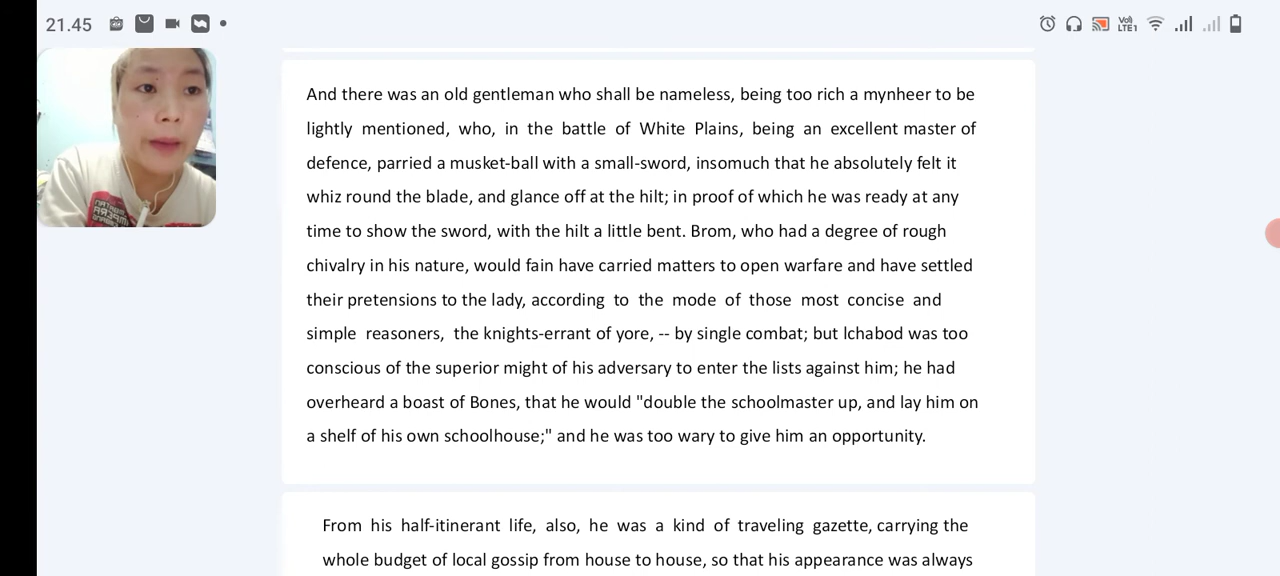 21.45
Vo))
LTE1
And there was an old gentleman who shall be nameless, being too rich a mynheer to be
lightly mentioned, who, in the battle of White Plains, being an excellent master of
defence, parried a musket-ball with a small-sword, insomuch that he absolutely felt it
whiz round the blade, and glance off at the hilt; in proof of which he was ready at any
time to show the sword, with the hilt a little bent. Brom, who had a degree of rough
chivalry in his nature, would fain have carried matters to open warfare and have settled
their pretensions to the lady, according to the mode of those most concise and
simple reasoners, the knights-errant of yore, -- by single combat; but Ichabod was too
conscious of the superior might of his adversary to enter the lists against him; he had
overheard a boast of Bones, that he would "double the schoolmaster up, and lay him on
a shelf of his own schoolhouse;" and he was too wary to give him an opportunity.
From his half-itinerant life, also, he was a kind of traveling gazette, carrying the
whole budget of local gossip from house to house, so that his appearance was always